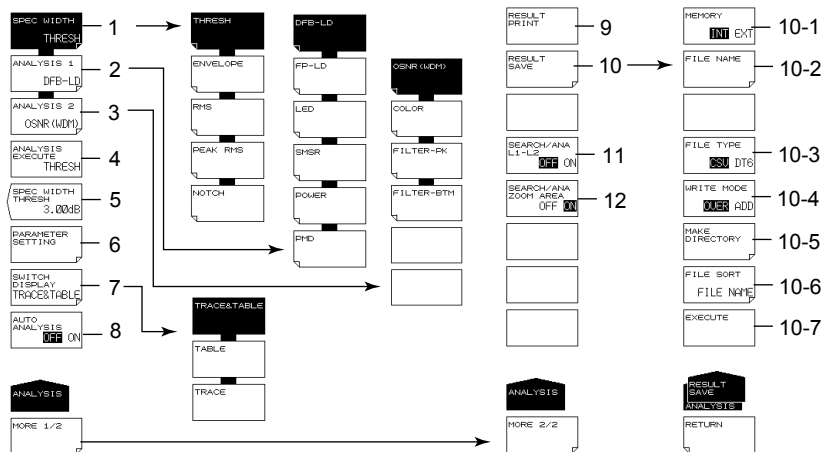 SPEC WIDTH
THRESH
1
ANALYSIS 1
DFB-LD
2
ANALYSIS 2
OSNR(WDM)
3
ANALYSIS
EXECUTE
THRESH
4
SPEC WIDTH
THRESH
3.00dB
5
PARAMETER
SETTING
6
SWITCH
DISPLAY
TRACE&TABLE
7
AUTO
ANALYSIS
OFF ON
8
ANALYSIS
MORE 1/2
THRESH
ENVELOPE
RMS
PEAK RMS
NOTCH
TRACE&TABLE
TABLE
TRACE
DFB-LD
FP-LD
LED
SMSR
POWER
PMD
OSNR(WDM)
COLOR
FILTER-PK
FILTER-BTM
RESULT
PRINT
9
RESULT
SAVE
10
SEARCH/ANA
L1-L2
OFF ON
11
SEARCH/ANA
ZOOM AREA
OFF ON
12
ANALYSIS
MORE 2/2
MEMORY
INT EXT
10-1
FILE NAME
10-2
FILE TYPE
CSV DT6
10-3
WRITE MODE
OVER ADD
10-4
MAKE
DIRECTORY
10-5
FILE SORT
FILE NAME
10-6
EXECUTE
10-7
RESULT
SAVE
ANALYSIS
RETURN